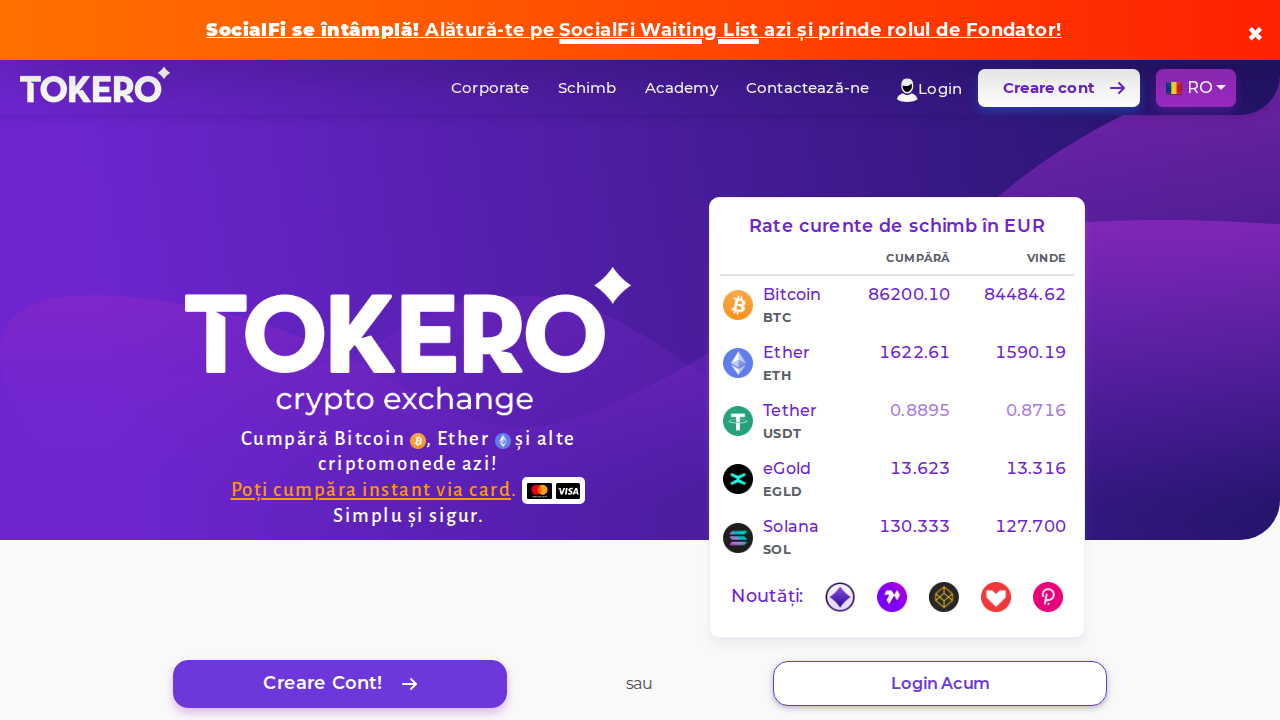 SocialFi se întâmplă! Alătură-te pe SocialFi Waiting List azi și prinde rolul de Fondator!
✖
TOKERO
Corporate
Schimb
Academy
Contactează-ne
Login
Creare cont
RO
TOKERO
crypto exchange
Cumpără Bitcoin , Ether și alte
criptomonede azi!
Poți cumpăra instant via card.
VISA
Simplu și sigur.
Rate curente de schimb în EUR
CUMPĂRĂ VINDE
Bitcoin 86200.10 84484.62
BTC
Ether 1622.61 1590.19
ETH
Tether 0.8895 0.8716
USDT
eGold 13.623 13.316
EGLD
Solana 130.333 127.700
SOL
Noutăți:
Creare Cont!
sau
Login Acum